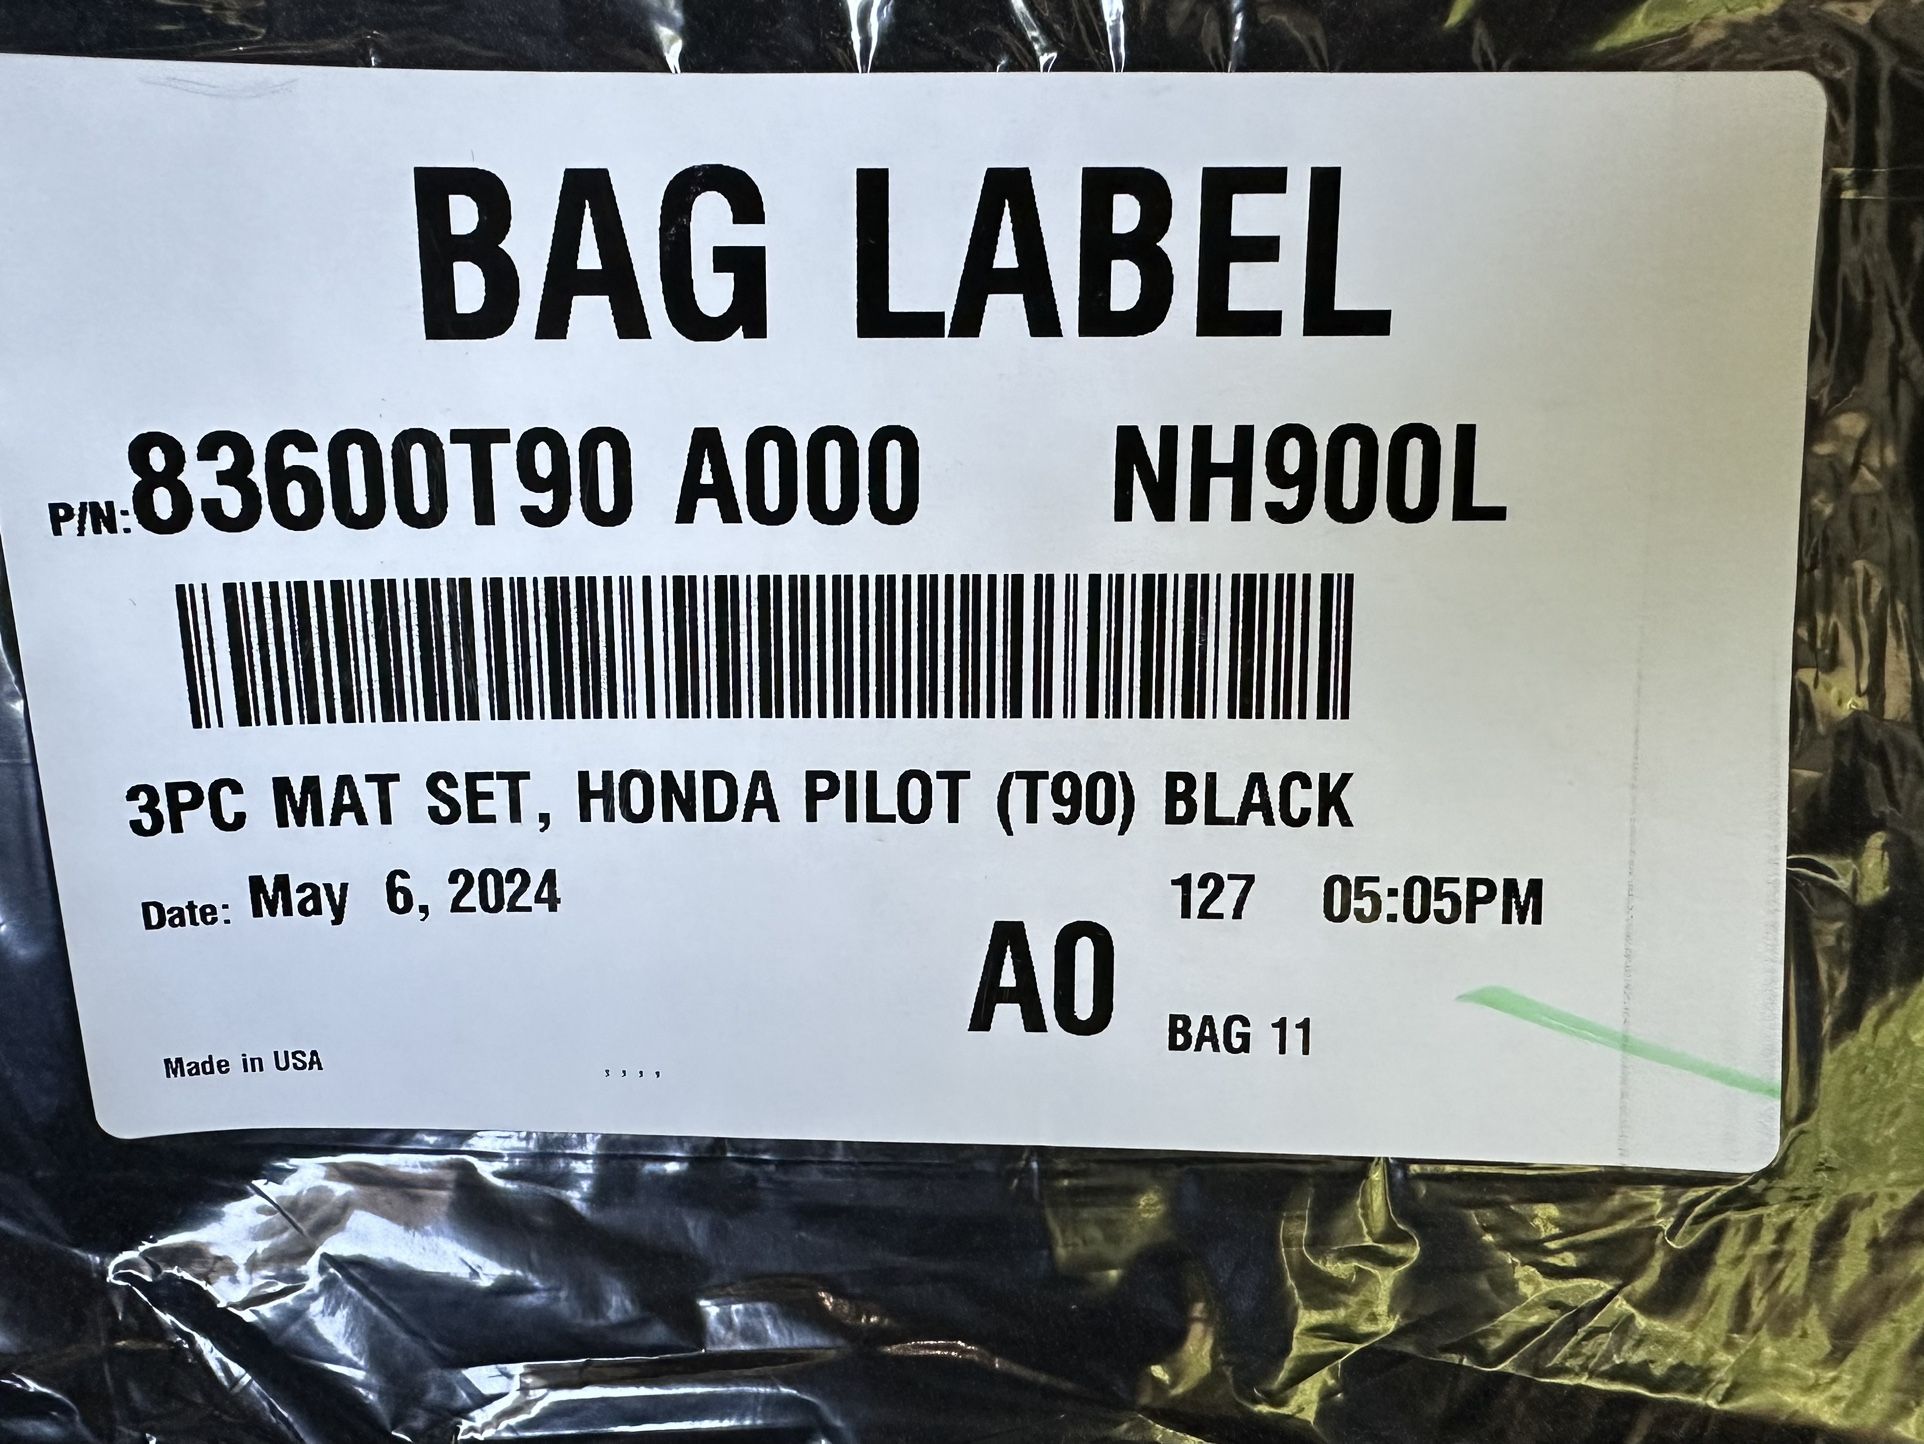 BAG LABEL
P/N: 83600T90 A000 NH900L
3PC MAT SET, HONDA PILOT (T90) BLACK
Date: May 6, 2024 127 05:05PM
A0 BAG 11
Made in USA , , , ,